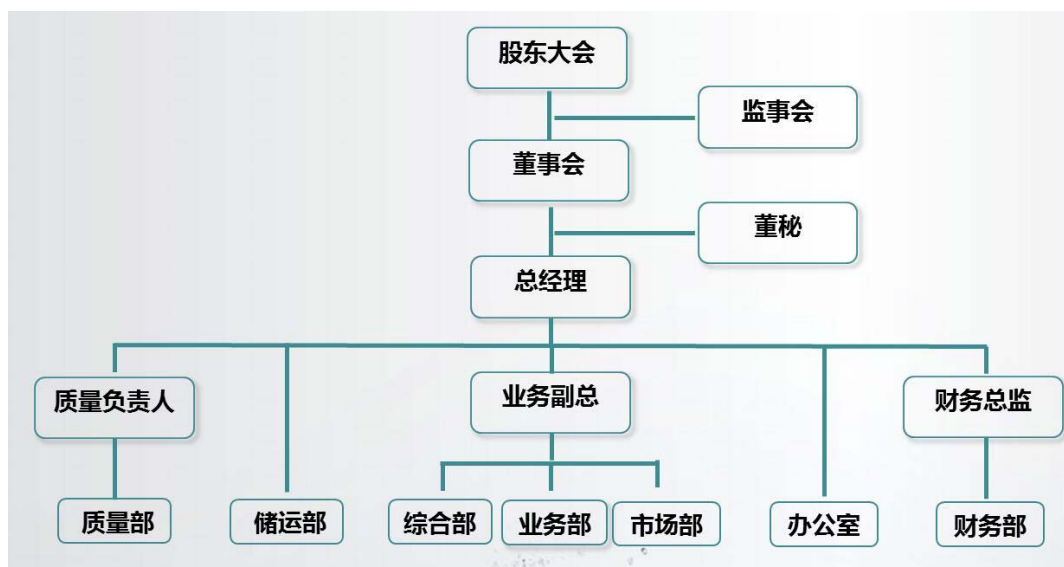 股东大会
监事会
董事会
董秘
总经理
质量负责人
业务副总
财务总监
质量部
储运部
综合部
业务部
市场部
办公室
财务部